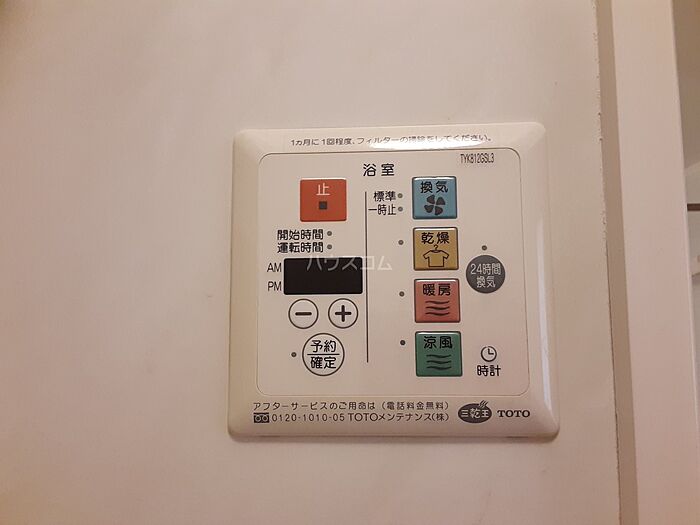 1ヵ月に1回程度、フィルターの掃除をしてください。
TYK812GSL3
浴室
止
標準
一時止
換気
開始時間
運転時間
乾燥
AM
PM
ハウスコム
24時間
換気
暖房
予約
確定
涼風
時計
アフターサービスのご用命は(電話料金無料)
0120-1010-05 TOTOメンテナンス(株)
三乾王
TOTO